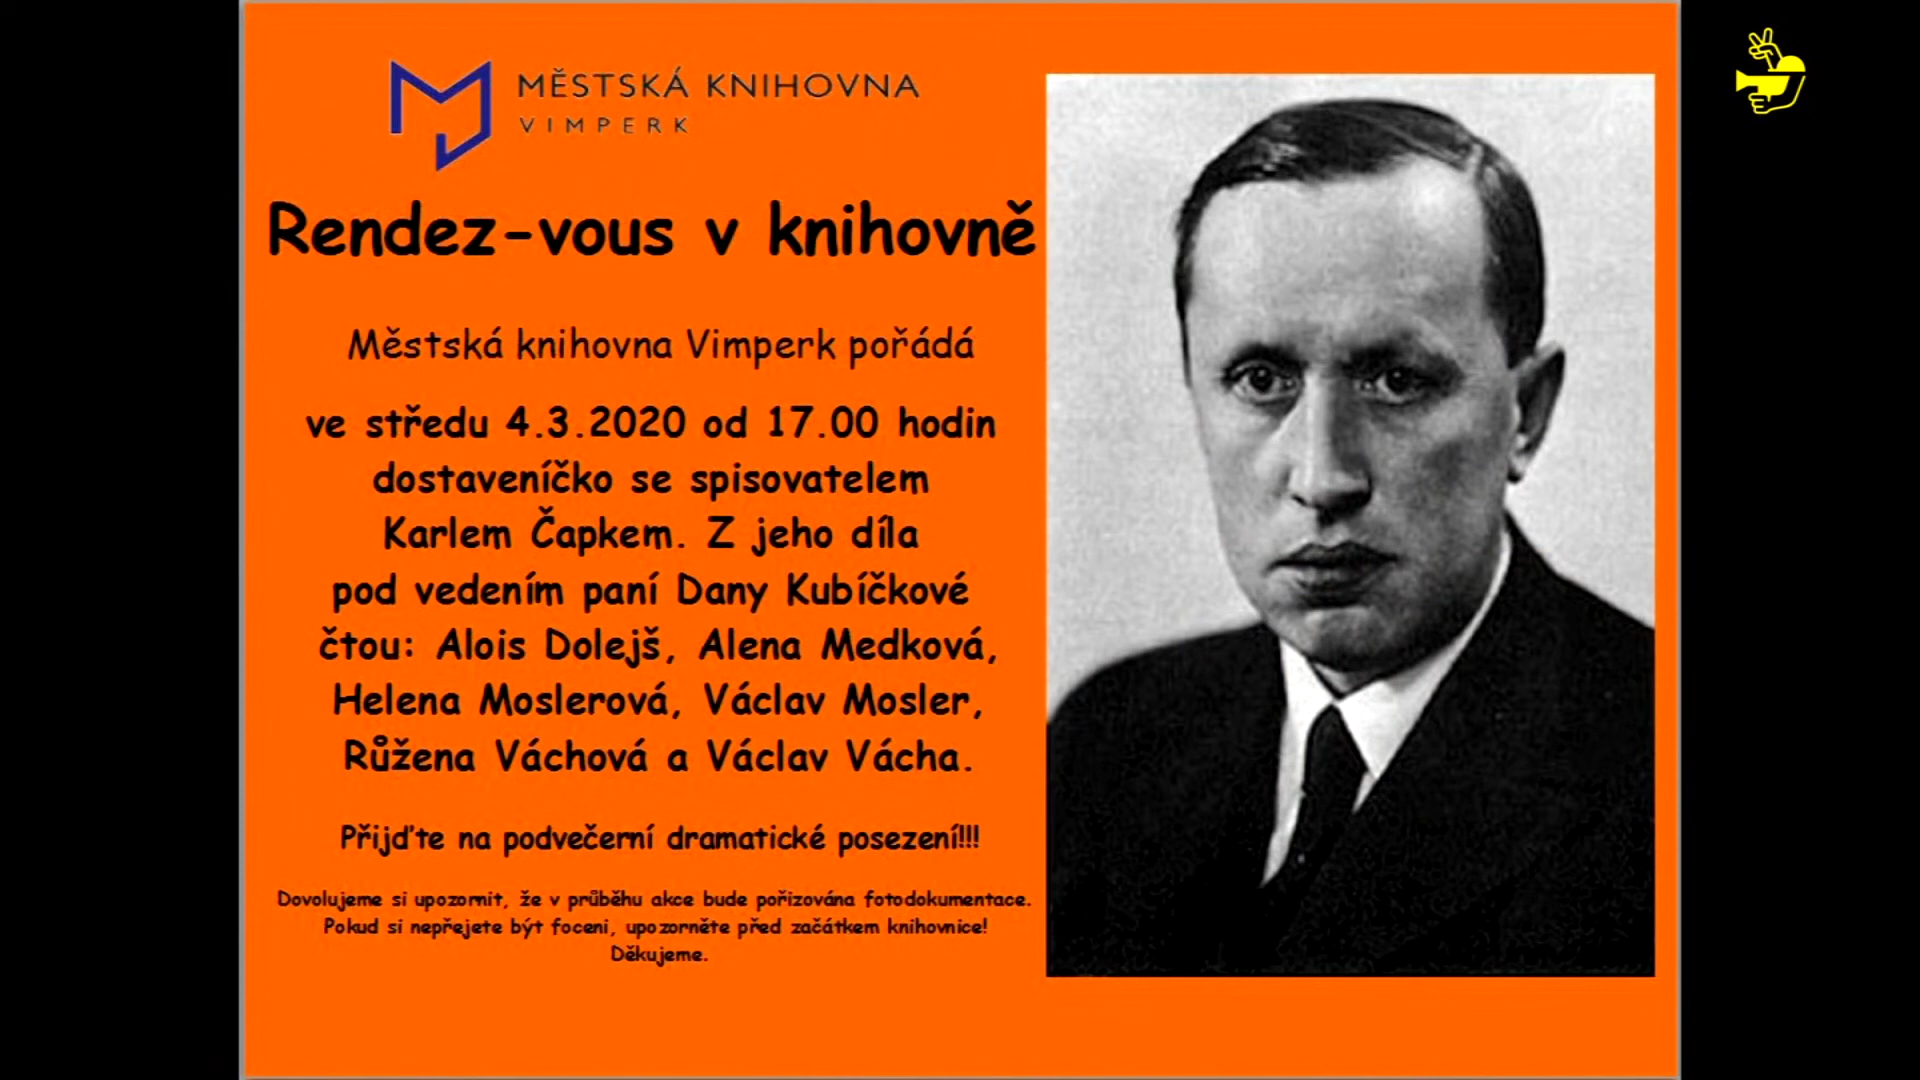 MĚSTSKÁ KNIHOVNA
VIMPERK
Rendez-vous v knihovně
Městská knihovna Vimperk pořádá
ve středu 4.3.2020 od 17.00 hodin
dostaveníčko se spisovatelem
Karlem Čapkem. Z jeho díla
pod vedením paní Dany Kubíčkové
čtou: Alois Dolejš, Alena Medková,
Helena Moslerová, Václav Mosler,
Růžena Váchová a Václav Vácha.
Přijďte na podvečerní dramatické posezení!!!
Dovolujeme si upozornit, že v průběhu akce bude pořizována fotodokumentace.
Pokud si nepřejete být foceni, upozorněte před začátkem knihovnice!
Děkujeme.